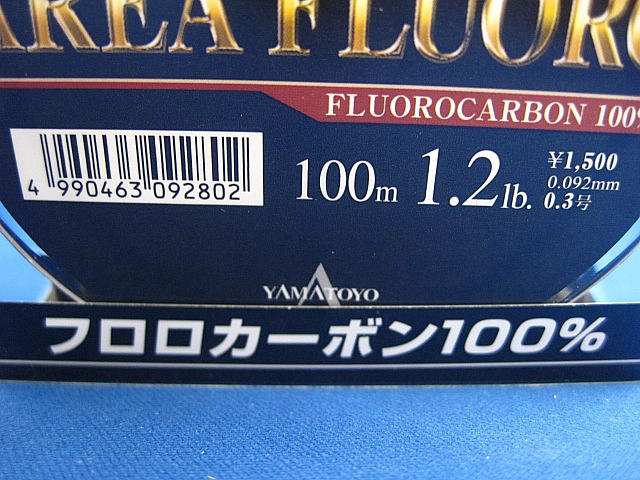 AREA FLUORO
FLUOROCARBON 100%
4 990463 092802
100m 1.2lb.
¥1,500
0.092mm
0.3号
YAMATOYO
フロロカーボン100%